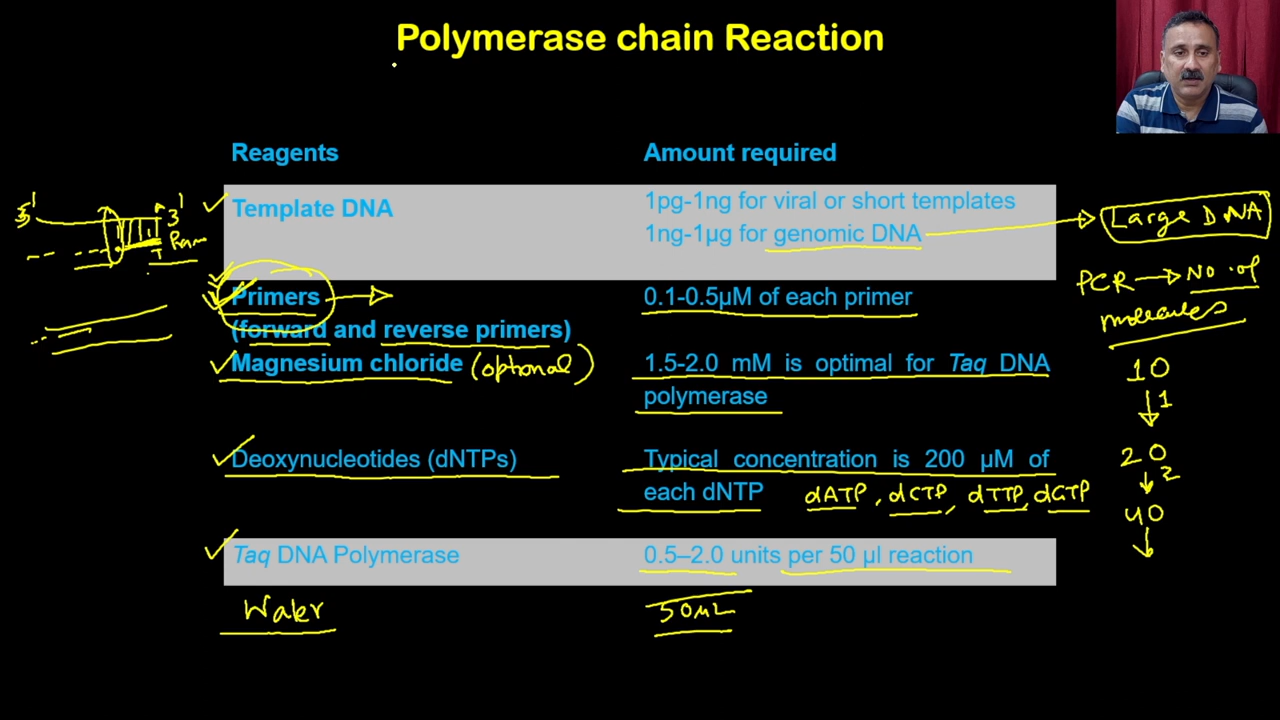 Polymerase chain Reaction
Reagents Amount required
Template DNA
1pg-1ng for viral or short templates
1ng-1µg for genomic DNA
Large DNA
5' 3'
PCR → No. of
molecules
Primers
(forward and reverse primers)
0.1-0.5µM of each primer
Magnesium chloride (optional)
1.5-2.0 mM is optimal for Taq DNA
polymerase
10
1
20
2
40
Deoxynucleotides (dNTPs)
Typical concentration is 200 µM of
each dNTP dATP, dCTP, dTTP, dGTP
Taq DNA Polymerase
0.5–2.0 units per 50 µl reaction
Water
50µL